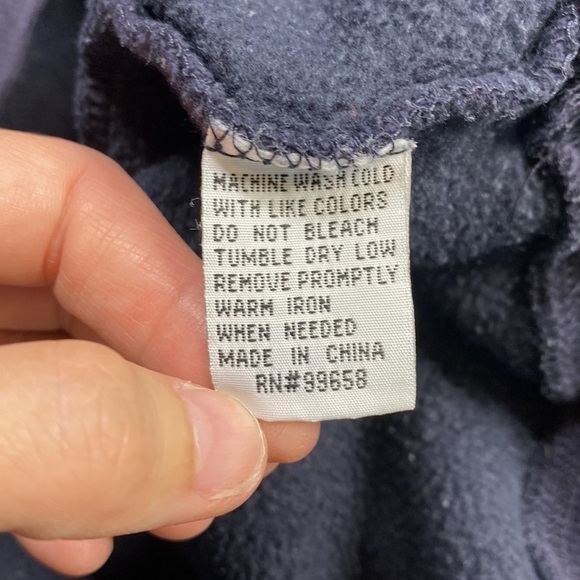 MACHINE WASH COLD
WITH LIKE COLORS
DO NOT BLEACH
TUMBLE DRY LOW
REMOVE PROMPTLY
WARM IRON
WHEN NEEDED
MADE IN CHINA
RN#99658